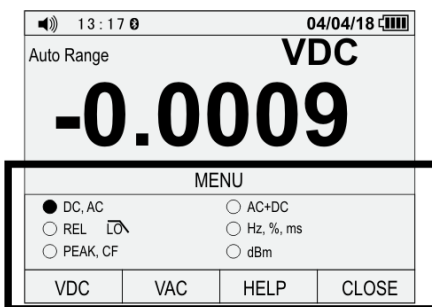 13:17 04/04/18
Auto Range VDC
-0.0009
MENU
DC, AC AC+DC
REL LO Hz, %, ms
PEAK, CF dBm
VDC VAC HELP CLOSE